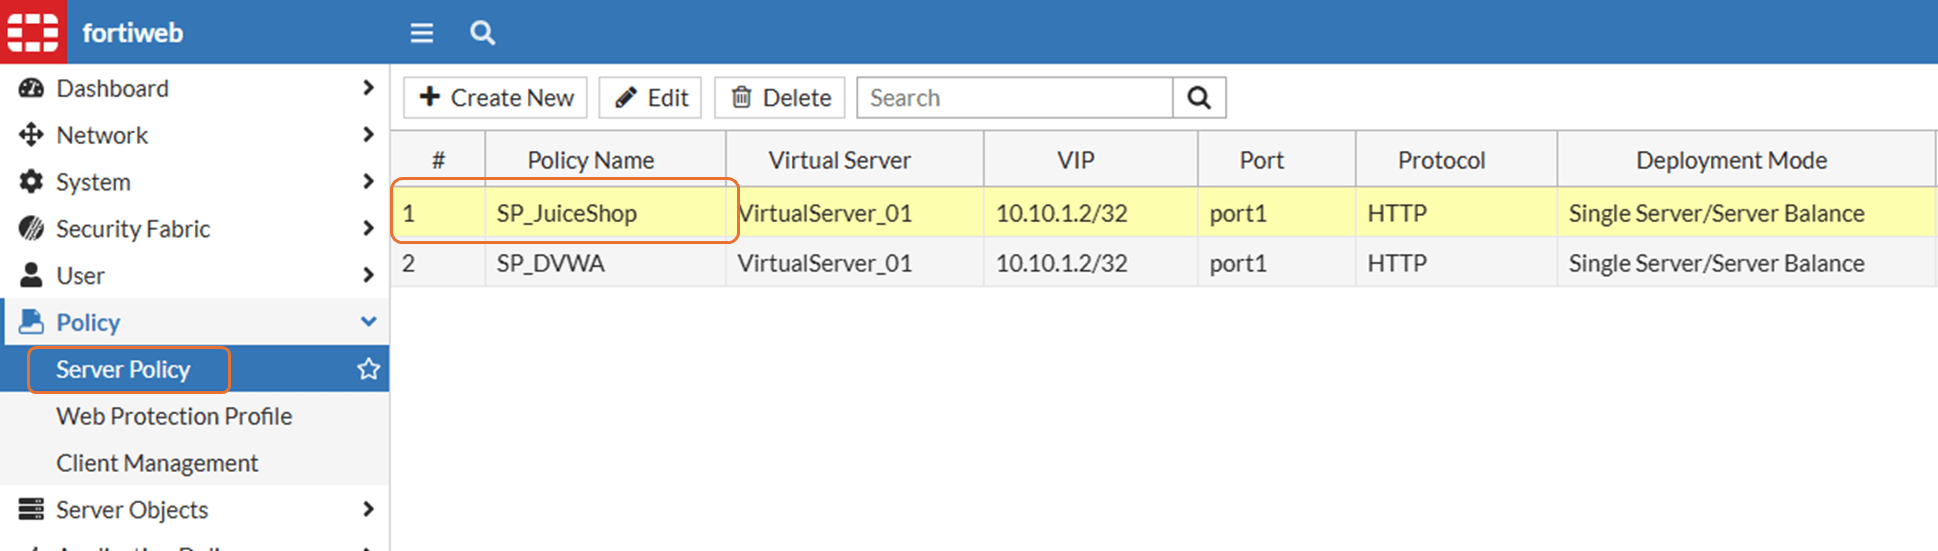 fortiweb
Dashboard
Network
System
Security Fabric
User
Policy
Server Policy
Web Protection Profile
Client Management
Server Objects
Create New Edit Delete Search
# Policy Name Virtual Server VIP Port Protocol Deployment Mode
1 SP_JuiceShop VirtualServer_01 10.10.1.2/32 port1 HTTP Single Server/Server Balance
2 SP_DVWA VirtualServer_01 10.10.1.2/32 port1 HTTP Single Server/Server Balance